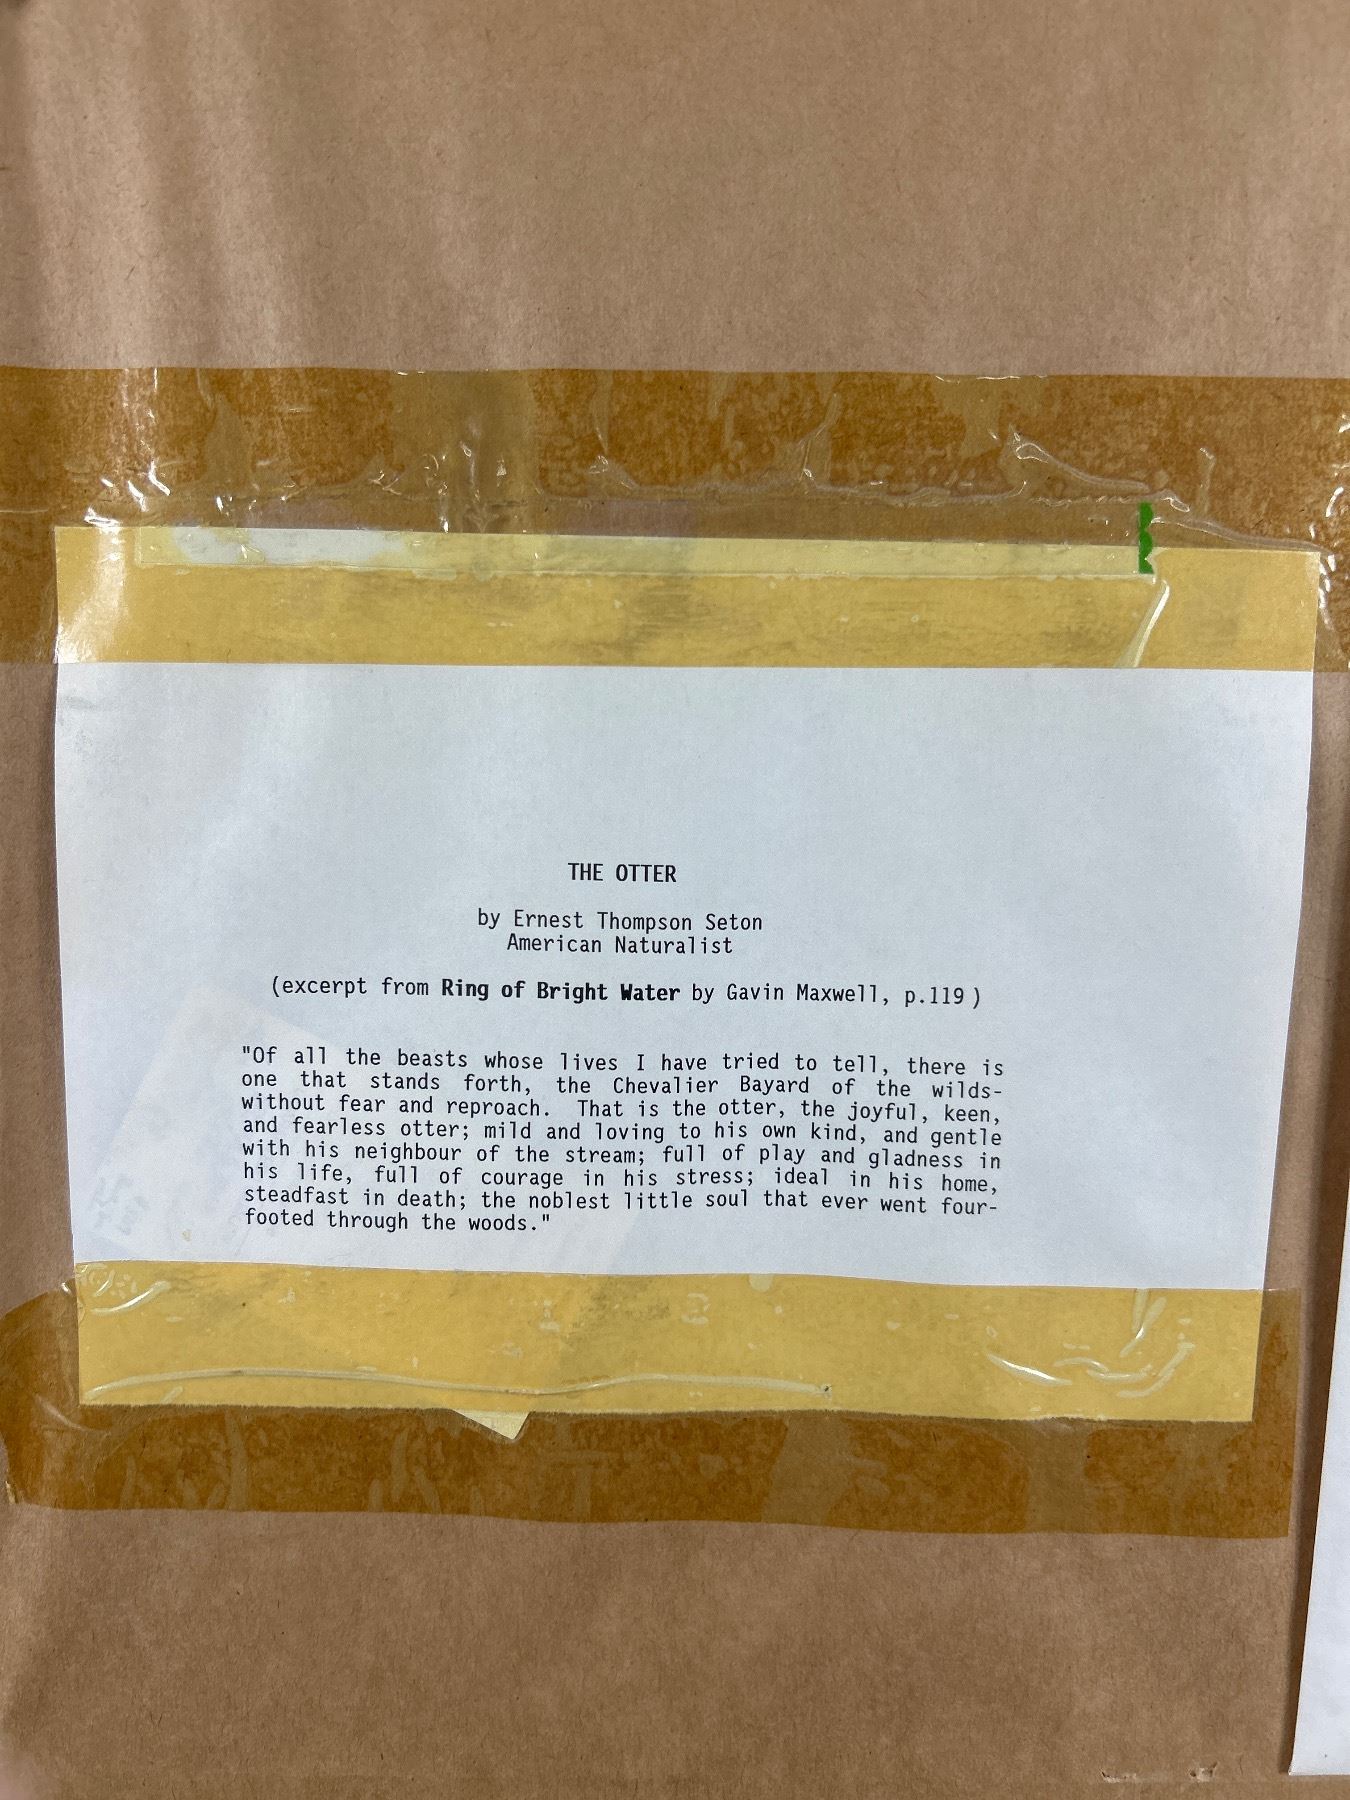 THE OTTER
by Ernest Thompson Seton
American Naturalist
(excerpt from Ring of Bright Water by Gavin Maxwell, p.119)
"Of all the beasts whose lives I have tried to tell, there is
one that stands forth, the Chevalier Bayard of the wilds-
without fear and reproach. That is the otter, the joyful, keen,
and fearless otter; mild and loving to his own kind, and gentle
with his neighbour of the stream; full of play and gladness in
his life, full of courage in his stress; ideal in his home,
steadfast in death; the noblest little soul that ever went four-
footed through the woods."